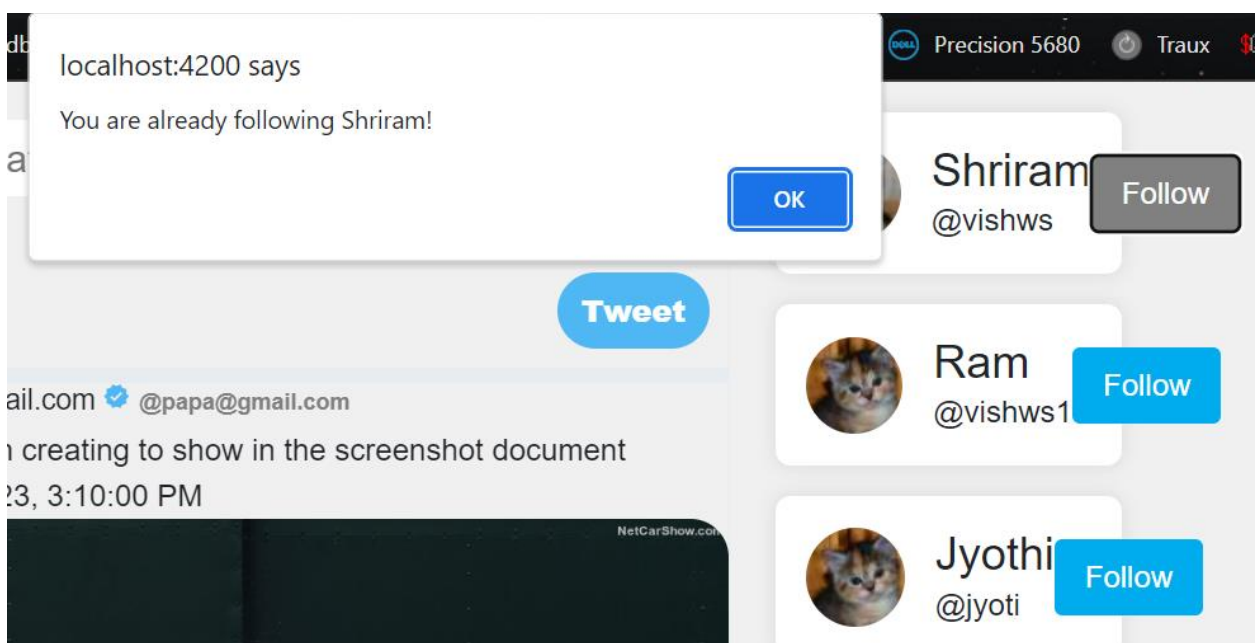 db
DELL Precision 5680 Traux
localhost:4200 says
You are already following Shriram!
OK
Shriram
@vishws
Follow
Tweet
Ram
@vishws1
Follow
ail.com @papa@gmail.com
creating to show in the screenshot document
23, 3:10:00 PM
NetCarShow.com
Jyothi
@jyoti
Follow